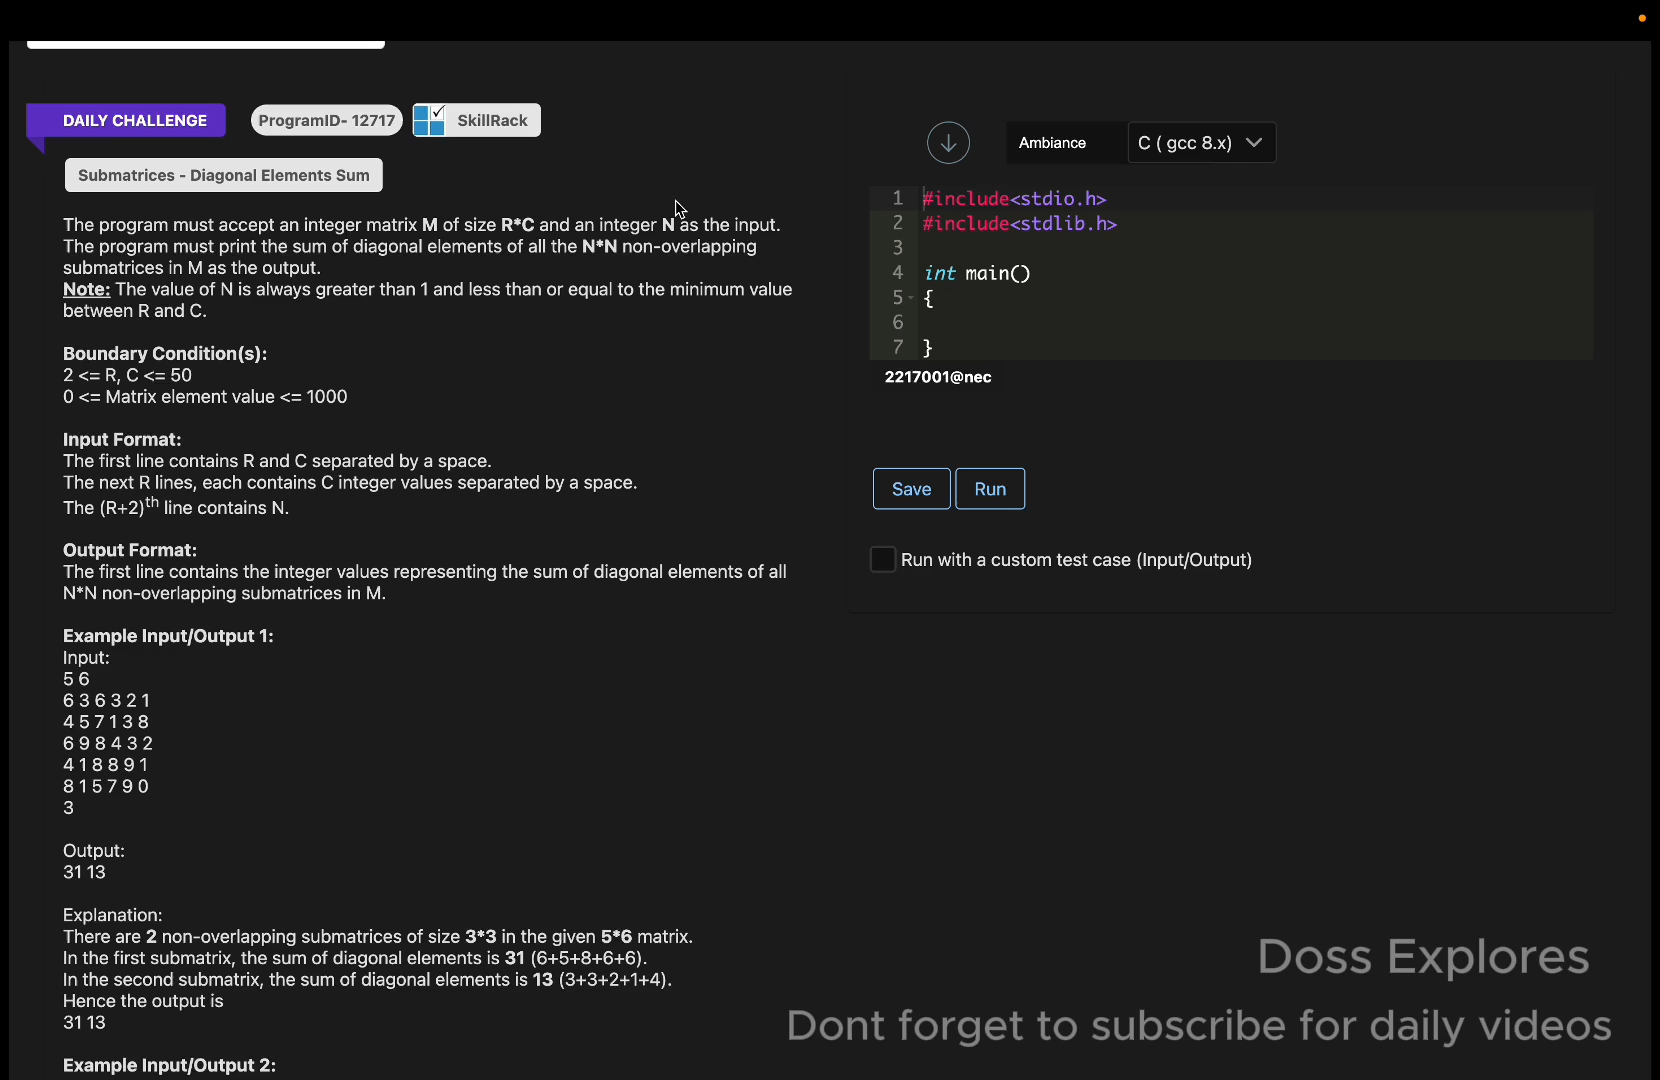 DAILY CHALLENGE
ProgramID- 12717
SkillRack
Submatrices - Diagonal Elements Sum
The program must accept an integer matrix M of size R*C and an integer N as the input.
The program must print the sum of diagonal elements of all the N*N non-overlapping
submatrices in M as the output.
Note: The value of N is always greater than 1 and less than or equal to the minimum value
between R and C.
Boundary Condition(s):
2 <= R, C <= 50
0 <= Matrix element value <= 1000
Input Format:
The first line contains R and C separated by a space.
The next R lines, each contains C integer values separated by a space.
The (R+2)th line contains N.
Output Format:
The first line contains the integer values representing the sum of diagonal elements of all
N*N non-overlapping submatrices in M.
Example Input/Output 1:
Input:
5 6
6 3 6 3 2 1
4 5 7 1 3 8
6 9 8 4 3 2
4 1 8 8 9 1
8 1 5 7 9 0
3
Output:
31 13
Explanation:
There are 2 non-overlapping submatrices of size 3*3 in the given 5*6 matrix.
In the first submatrix, the sum of diagonal elements is 31 (6+5+8+6+6).
In the second submatrix, the sum of diagonal elements is 13 (3+3+2+1+4).
Hence the output is
31 13
Example Input/Output 2:
Ambiance
C ( gcc 8.x)
1 #include<stdio.h>
2 #include<stdlib.h>
3
4 int main()
5 {
6
7 }
2217001@nec
Save
Run
Run with a custom test case (Input/Output)
Doss Explores
Dont forget to subscribe for daily videos